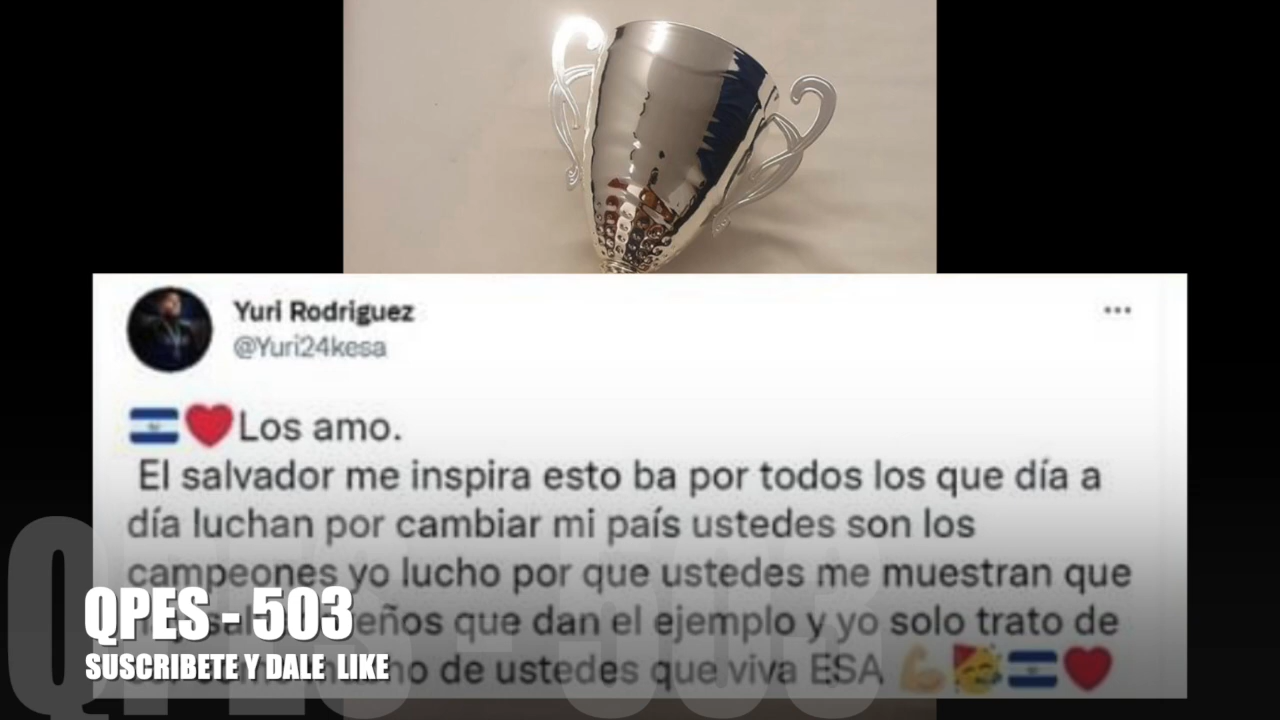 Yuri Rodriguez
@Yuri24kesa
Los amo.
El salvador me inspira esto ba por todos los que día a
día luchan por cambiar mi país ustedes son los
campeones yo lucho por que ustedes me muestran que
que dan el ejemplo y yo solo trato de
de ustedes que viva ESA
QPES - 503
SUSCRIBETE Y DALE LIKE
QPES - 503